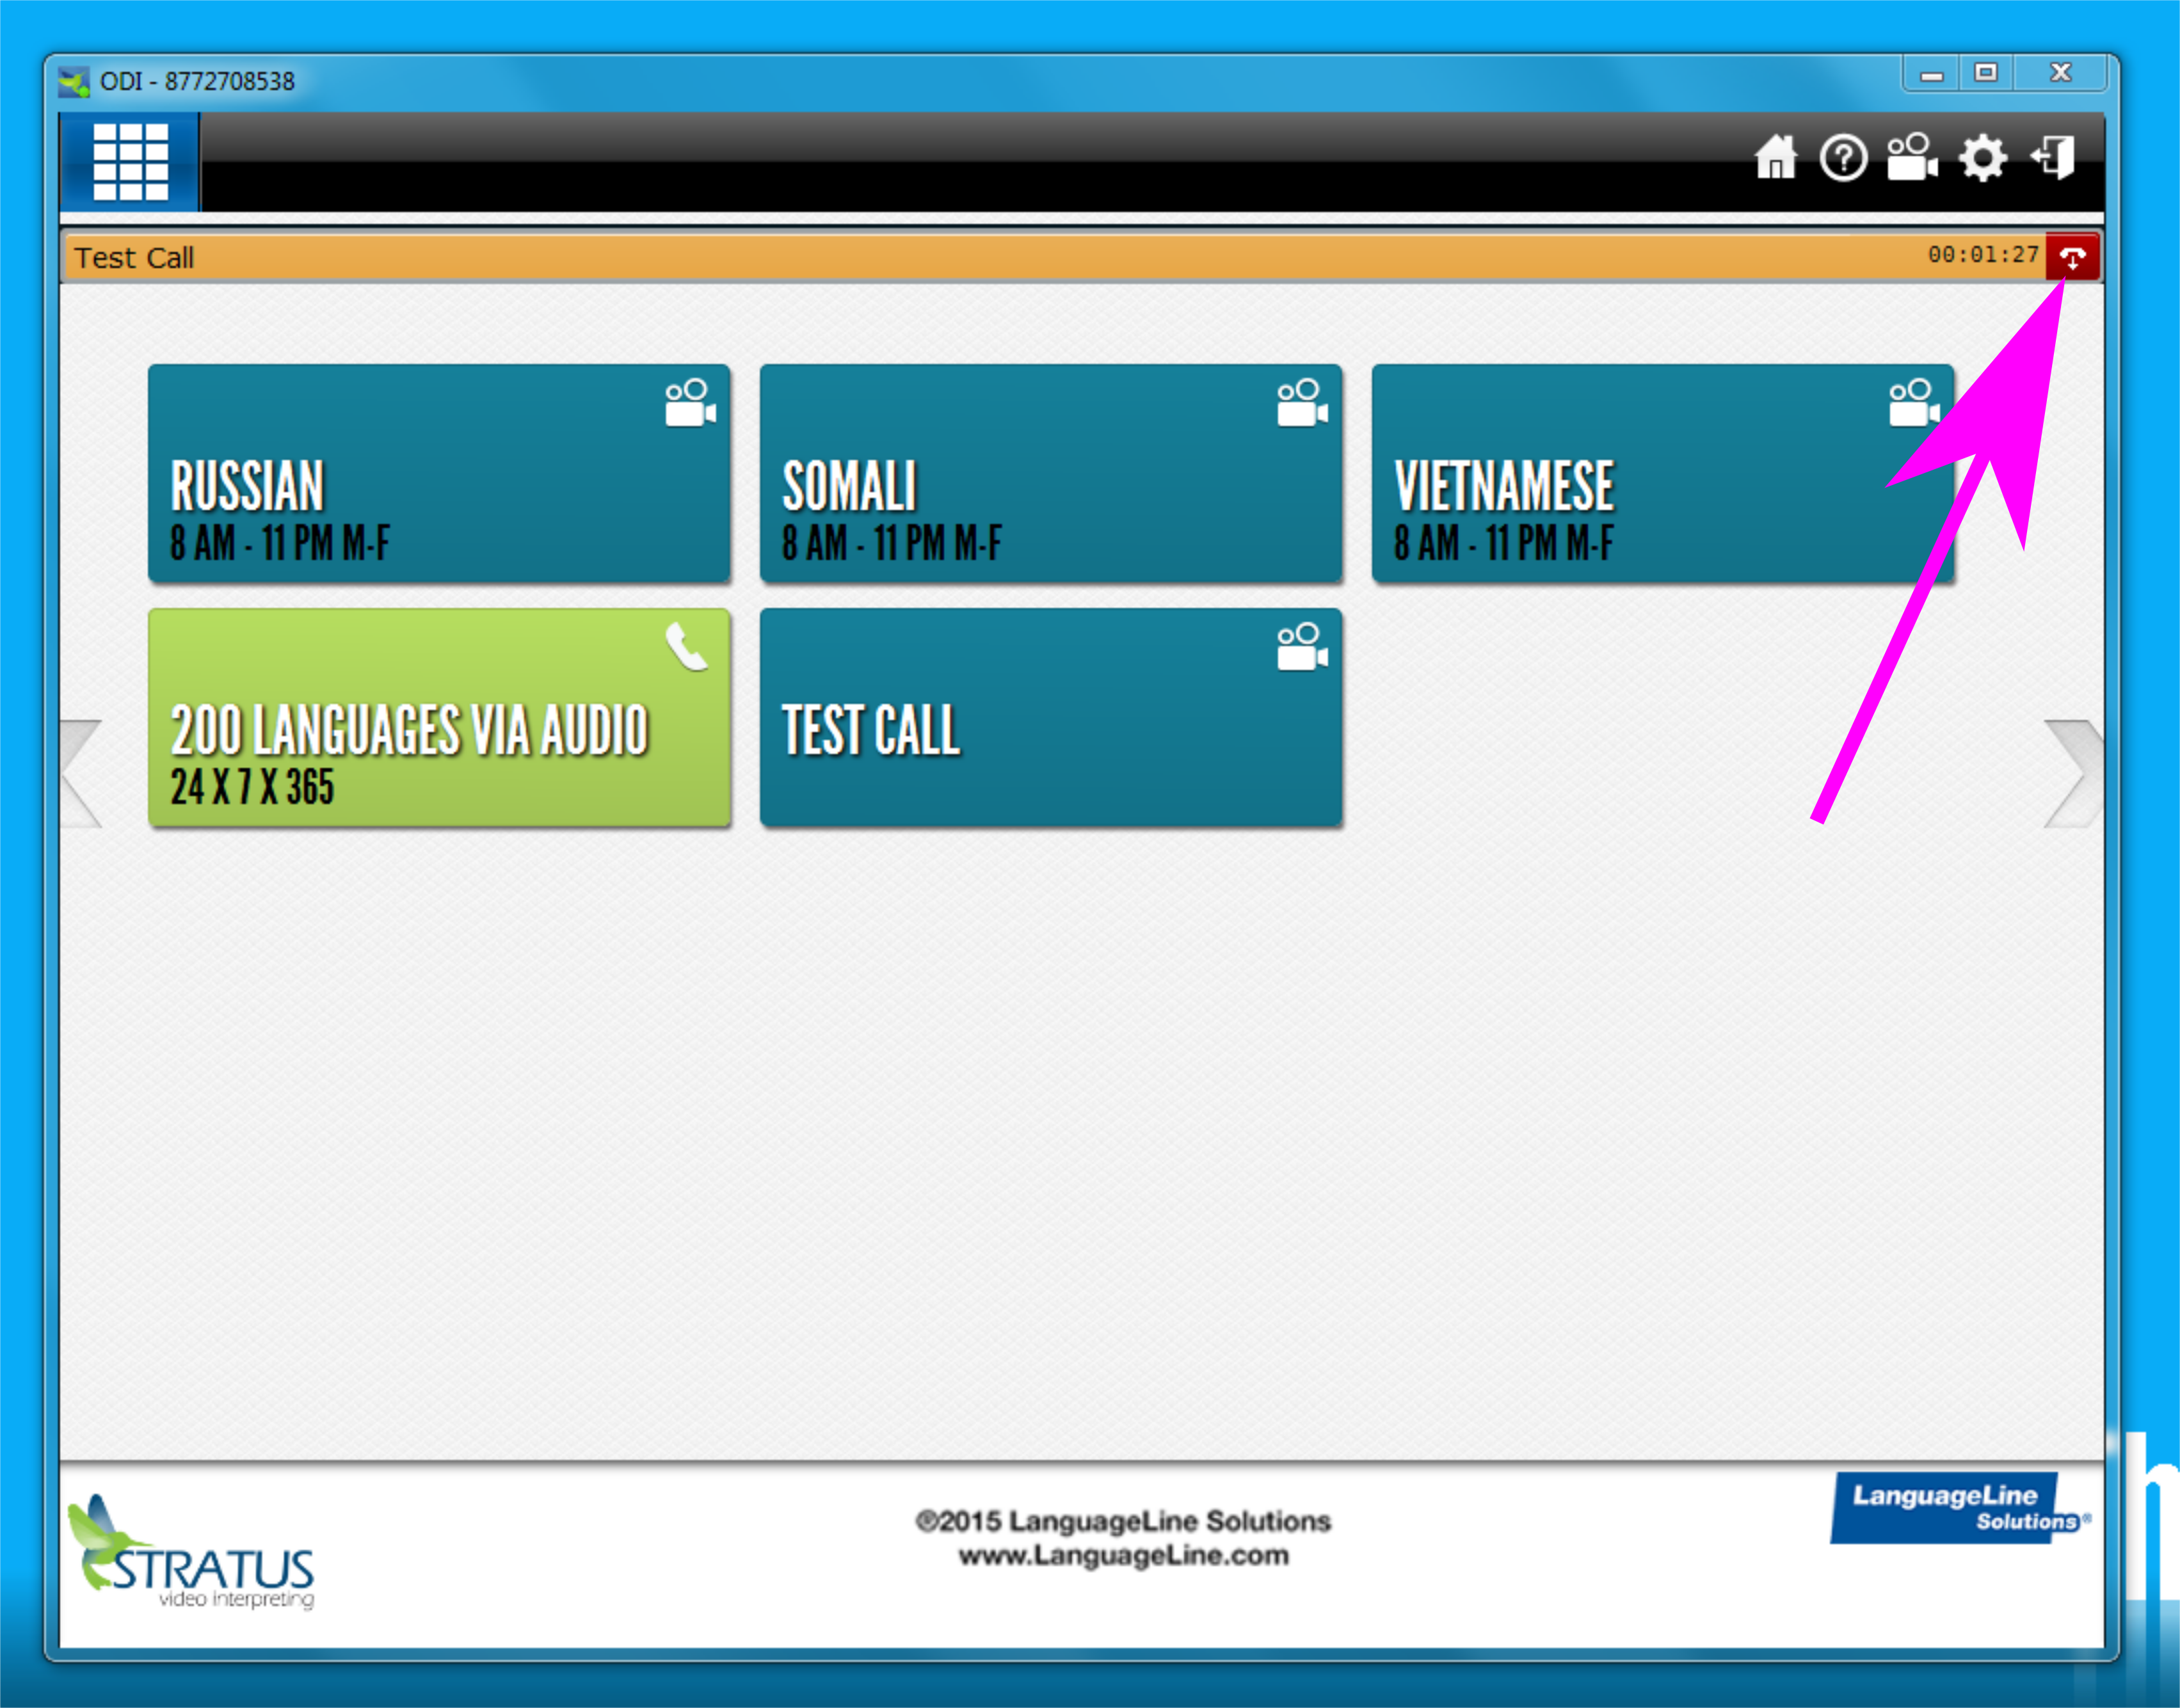 ODI - 8772708538
Test Call
00:01:27
RUSSIAN
8 AM - 11 PM M-F
SOMALI
8 AM - 11 PM M-F
VIETNAMESE
8 AM - 11 PM M-F
200 LANGUAGES VIA AUDIO
24 X 7 X 365
TEST CALL
STRATUS
video interpreting
©2015 LanguageLine Solutions
www.LanguageLine.com
LanguageLine
Solutions®
h